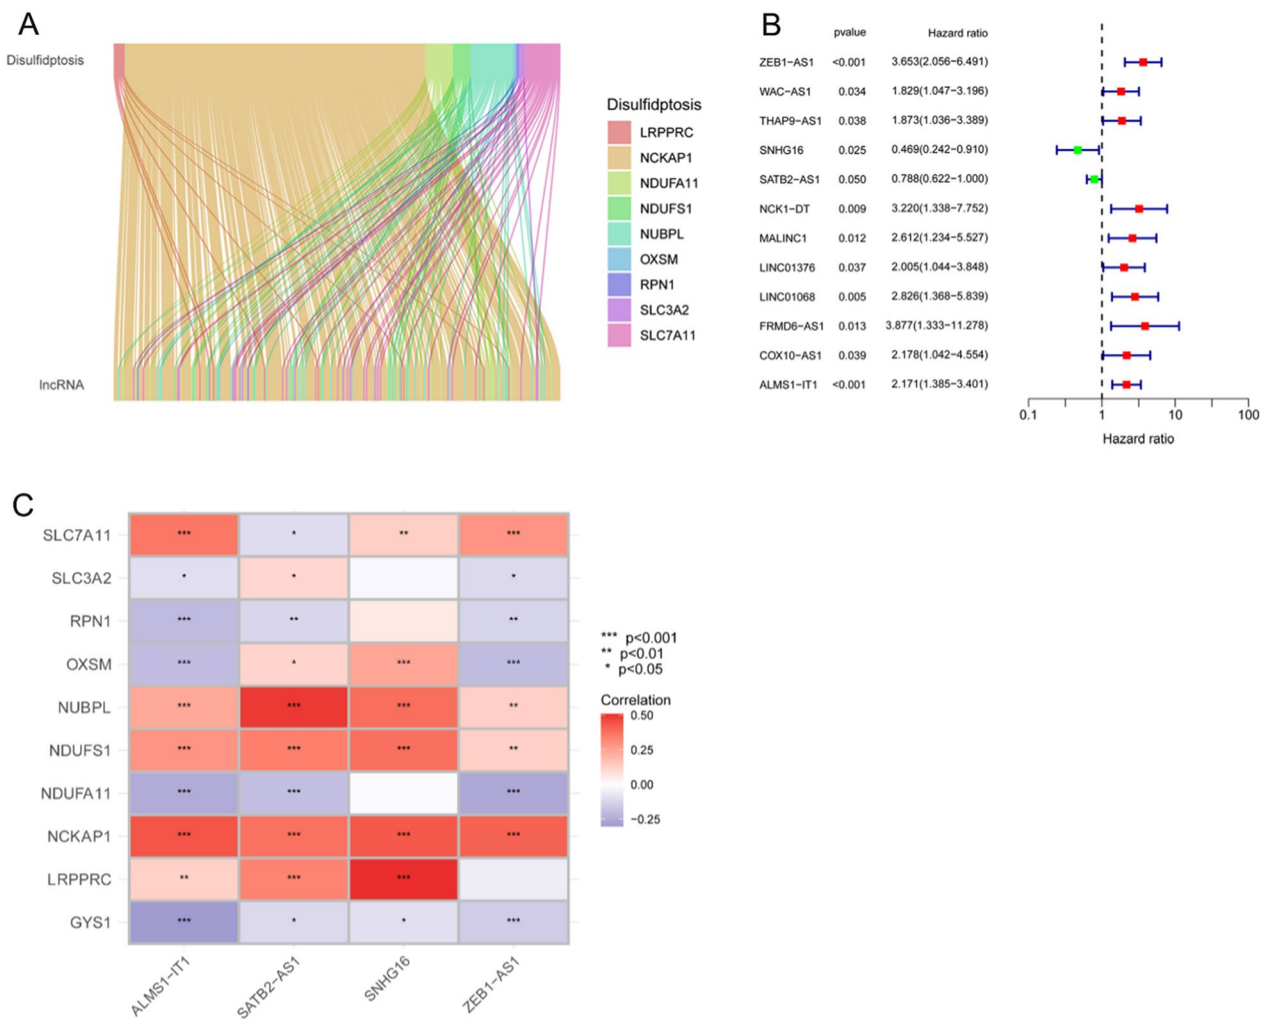 A
Disulfidptosis
lncRNA
Disulfidptosis
LRPPRC
NCKAP1
NDUFA11
NDUFS1
NUBPL
OXSM
RPN1
SLC3A2
SLC7A11
B
pvalue Hazard ratio
ZEB1−AS1 <0.001 3.653(2.056−6.491)
WAC−AS1 0.034 1.829(1.047−3.196)
THAP9−AS1 0.038 1.873(1.036−3.389)
SNHG16 0.025 0.469(0.242−0.910)
SATB2−AS1 0.050 0.788(0.622−1.000)
NCK1−DT 0.009 3.220(1.338−7.752)
MALINC1 0.012 2.612(1.234−5.527)
LINC01376 0.037 2.005(1.044−3.848)
LINC01068 0.005 2.826(1.368−5.839)
FRMD6−AS1 0.013 3.877(1.333−11.278)
COX10−AS1 0.039 2.178(1.042−4.554)
ALMS1−IT1 <0.001 2.171(1.385−3.401)
0.1 1 10 100
Hazard ratio
C
SLC7A11 *** * ** ***
SLC3A2 * * *
RPN1 *** ** **
OXSM *** * *** ***
NUBPL *** *** *** **
NDUFS1 *** *** *** **
NDUFA11 *** *** ***
NCKAP1 *** *** *** ***
LRPPRC ** *** ***
GYS1 *** * * ***
ALMS1−IT1 SATB2−AS1 SNHG16 ZEB1−AS1
*** p<0.001
** p<0.01
* p<0.05
Correlation
0.50
0.25
0.00
−0.25